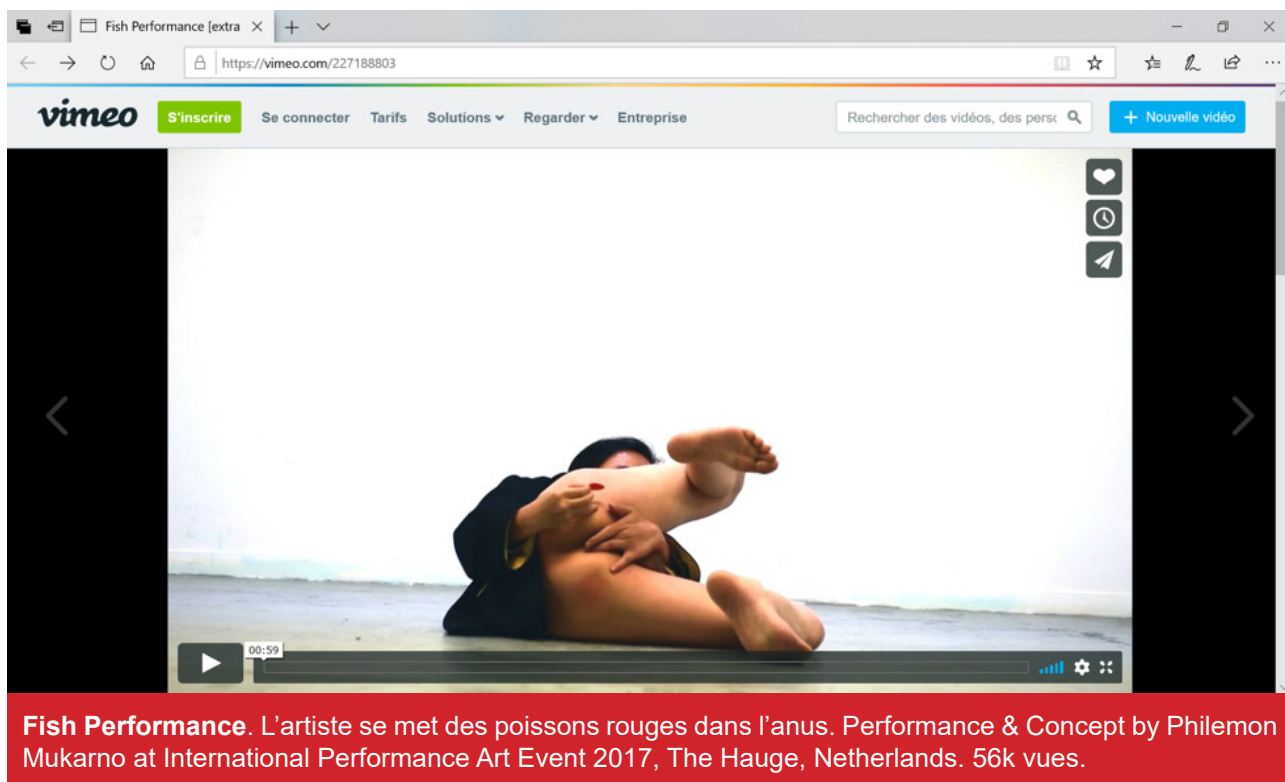 Fish Performance [extra
https://vimeo.com/227188803
vimeo S'inscrire Se connecter Tarifs Solutions Regarder Entreprise Rechercher des vidéos, des pers + Nouvelle vidéo
00:59
Fish Performance. L'artiste se met des poissons rouges dans l'anus. Performance & Concept by Philemon
Mukarno at International Performance Art Event 2017, The Hauge, Netherlands. 56k vues.